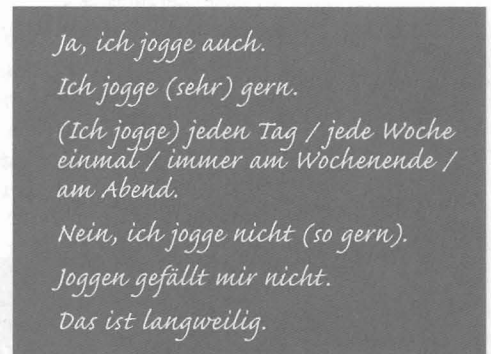 Ja, ich jogge auch.
Ich jogge (sehr) gern.
(Ich jogge) jeden Tag / jede Woche
einmal / immer am Wochenende /
am Abend.
Nein, ich jogge nicht (so gern).
Joggen gefällt mir nicht.
Das ist langweilig.